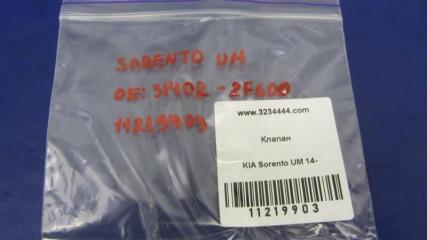 SORENTO UM
OE: 31402-2F600
11219903
www.3234444.com
Клапан
KIA Sorento UM 14-
11219903